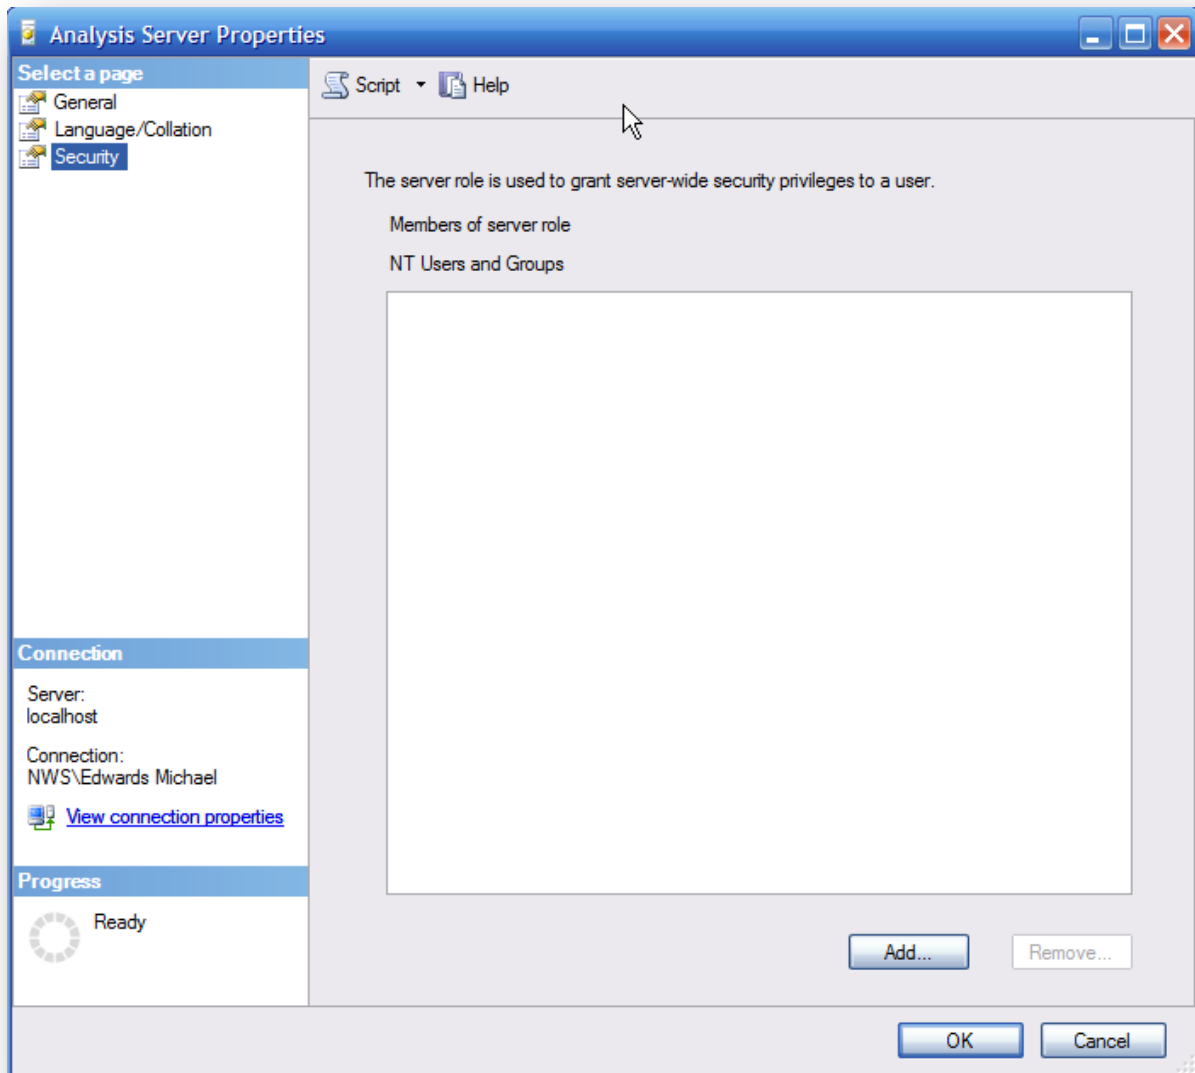 Analysis Server Properties
Select a page
General
Language/Collation
Security
Script
Help
The server role is used to grant server-wide security privileges to a user.
Members of server role
NT Users and Groups
Connection
Server:
localhost
Connection:
NWS\Edwards Michael
View connection properties
Progress
Ready
Add...
Remove...
OK
Cancel